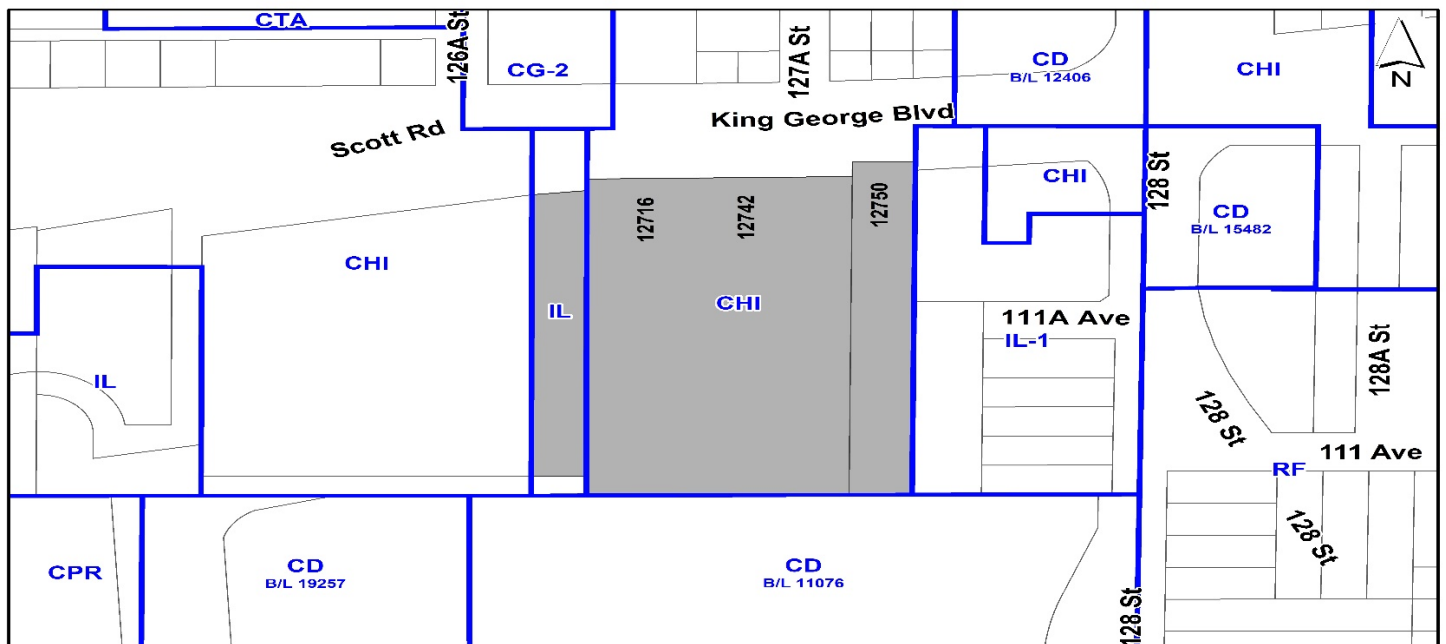 CTA
126A St
CG-2
127A St
CD
B/L 12406
CHI
N
Scott Rd
King George Blvd
CHI
128 St
CD
B/L 15482
12716
12742
12750
CHI
IL
CHI
111A Ave
IL-1
128A St
IL
128 St
111 Ave
RF
128 St
CPR
CD
B/L 19257
CD
B/L 11076
128 St